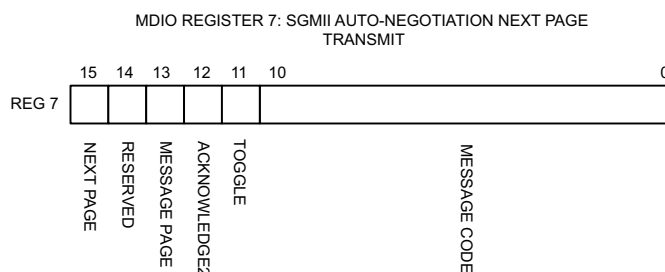 MDIO REGISTER 7: SGMII AUTO-NEGOTIATION NEXT PAGE
TRANSMIT
15 14 13 12 11 10 0
REG 7
NEXT PAGE
RESERVED
MESSAGE PAGE
ACKNOWLEDGE2
TOGGLE
MESSAGE CODE